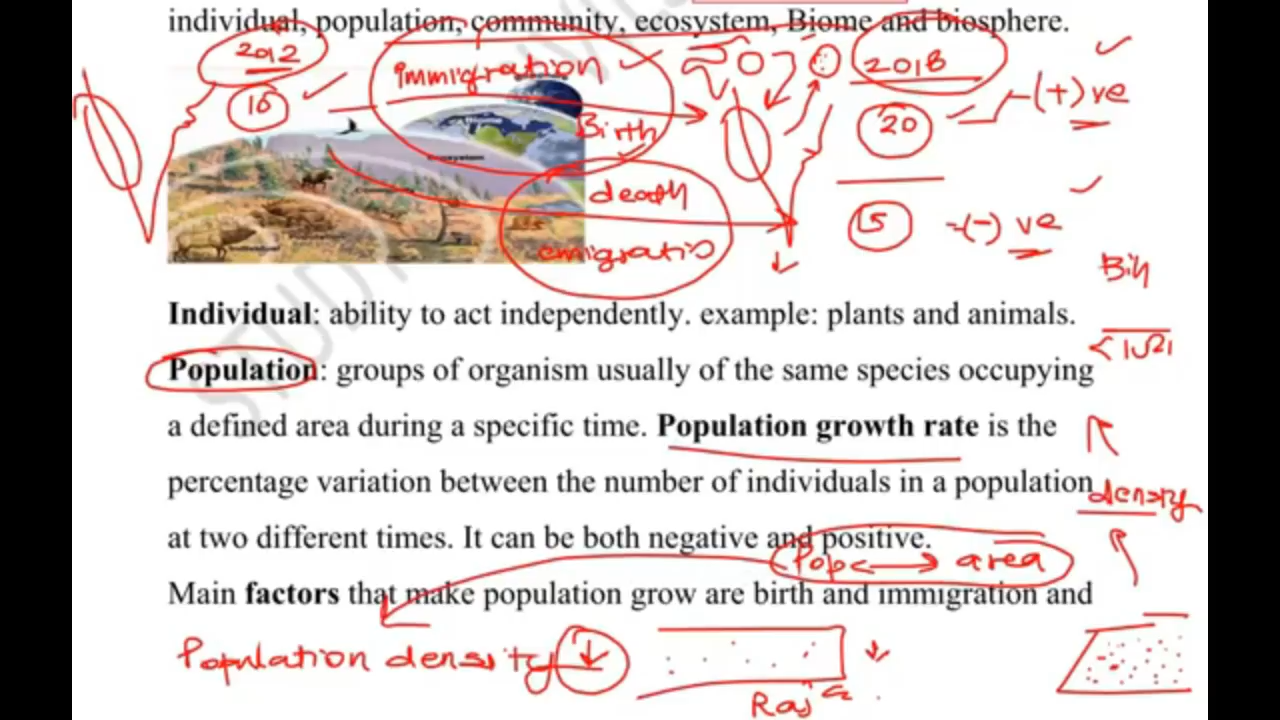 individual, population, community, ecosystem, Biome and biosphere.
2012
immigration
2018
10
(+) ve
Birth
20
death
5 -(-) ve
emigratio
Individual: ability to act independently. example: plants and animals.
Population: groups of organism usually of the same species occupying
a defined area during a specific time. Population growth rate is the
percentage variation between the number of individuals in a population
density
at two different times. It can be both negative and positive.
Pop area
Main factors that make population grow are birth and immigration and
Population density
Raj